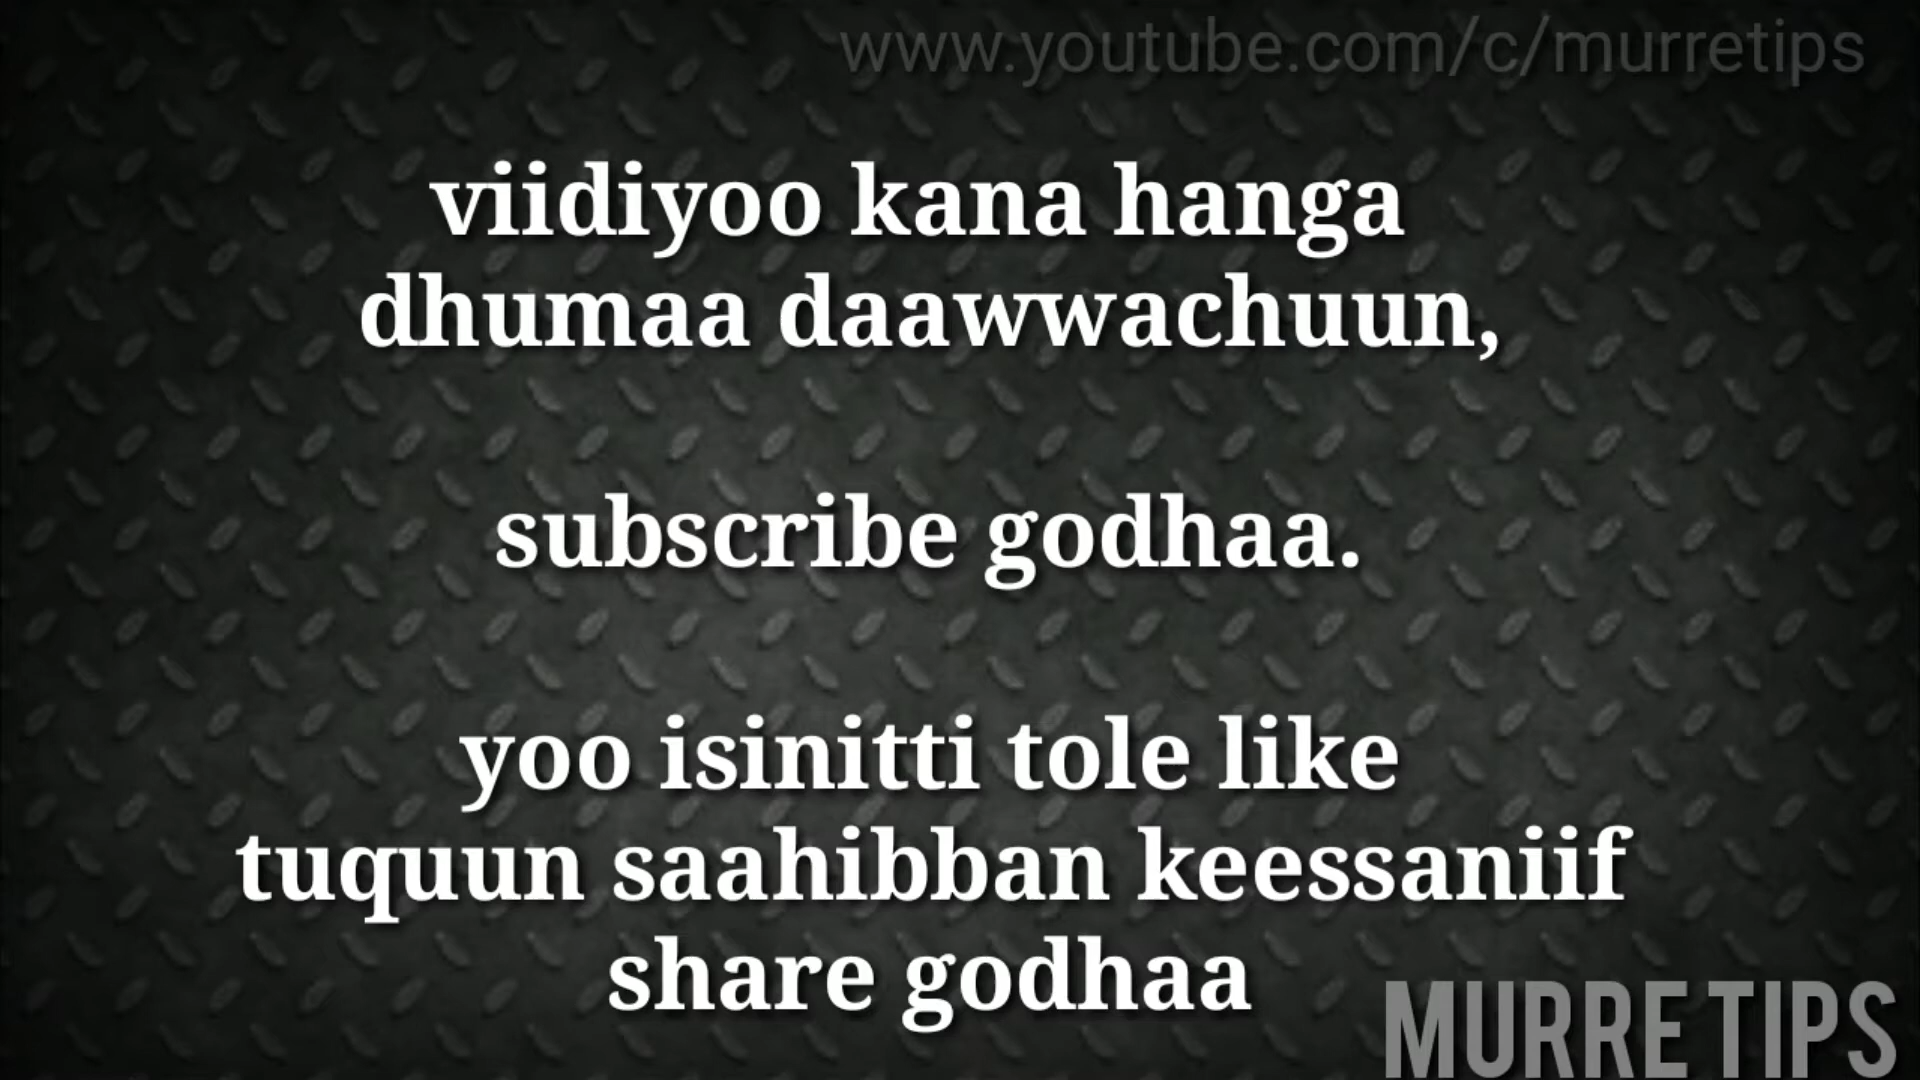 www.youtube.com/c/murretips
viidiyoo kana hanga
dhumaa daawwachuun,
subscribe godhaa.
yoo isinitti tole like
tuquun saahibban keessaniif
share godhaa
MURRE TIPS